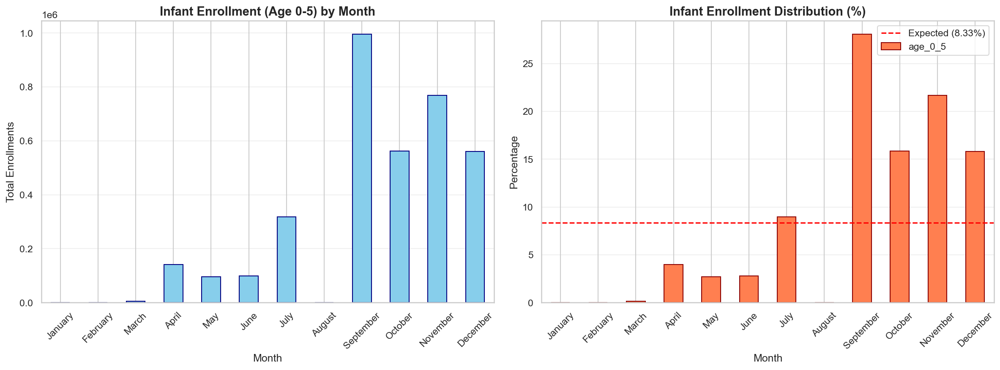 Infant Enrollment (Age 0-5) by Month
1e6
1.0
0.8
0.6
0.4
0.2
0.0
Total Enrollments
January
February
March
April
May
June
July
August
September
October
November
December
Month
Infant Enrollment Distribution (%)
Expected (8.33%)
age_0_5
25
20
15
10
5
0
Percentage
January
February
March
April
May
June
July
August
September
October
November
December
Month